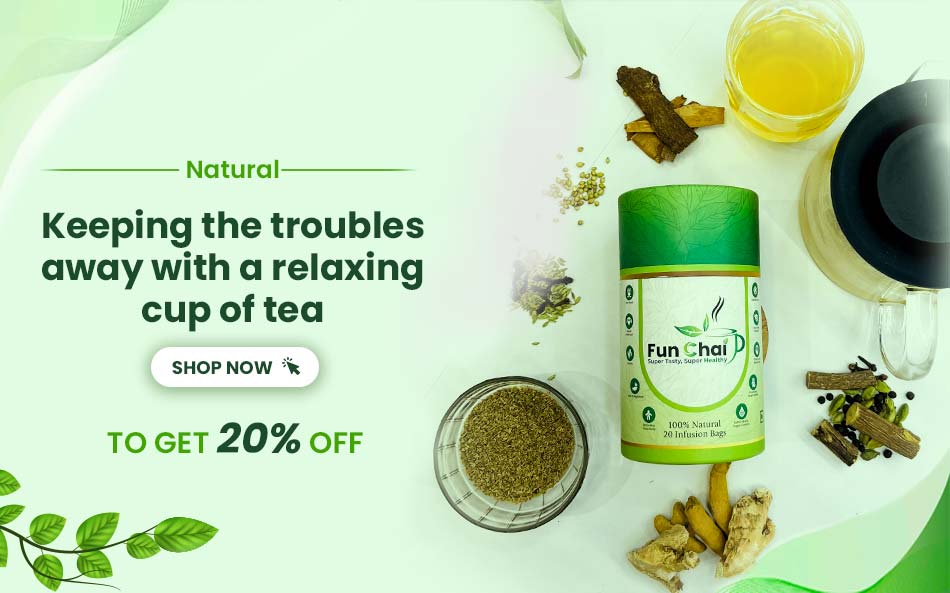 Natural
Keeping the troubles
away with a relaxing
cup of tea
SHOP NOW
TO GET 20% OFF
Fun Chai
Super Tasty, Super Healthy
100% Natural
20 Infusion Bags